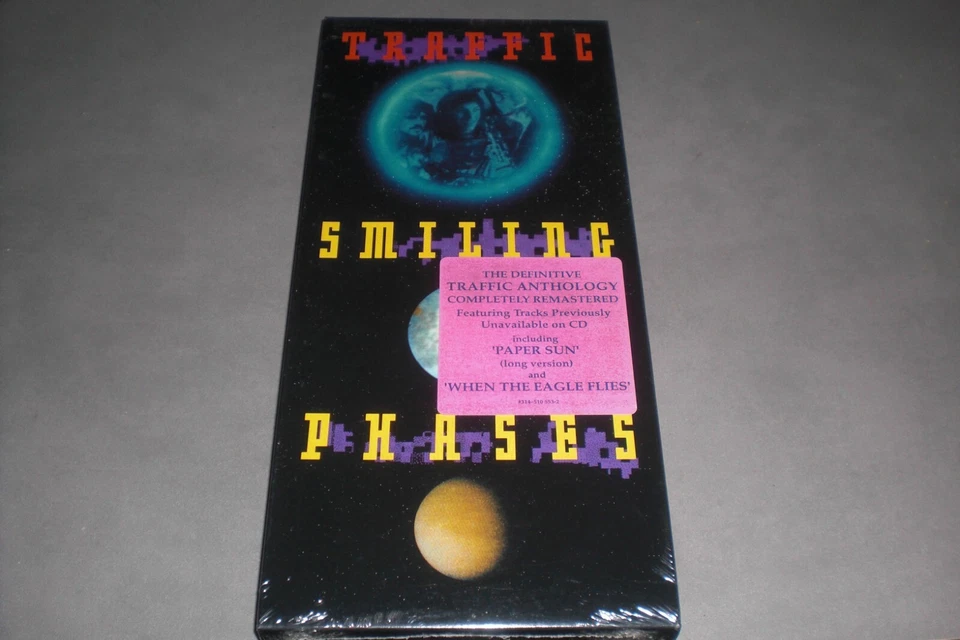 TRAFFIC
SMILING
THE DEFINITIVE
TRAFFIC ANTHOLOGY
COMPLETELY REMASTERED
Featuring Tracks Previously
Unavailable on CD
including
'PAPER SUN'
(long version)
and
'WHEN THE EAGLE FLIES'
PHASES